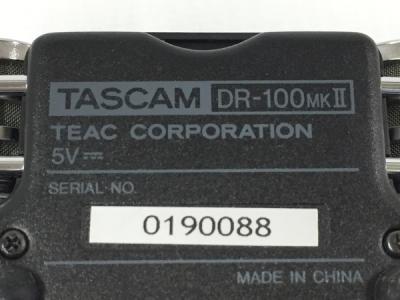 TASCAM DR-100MKII
TEAC CORPORATION
5V⎓
SERIAL NO.
0190088
MADE IN CHINA